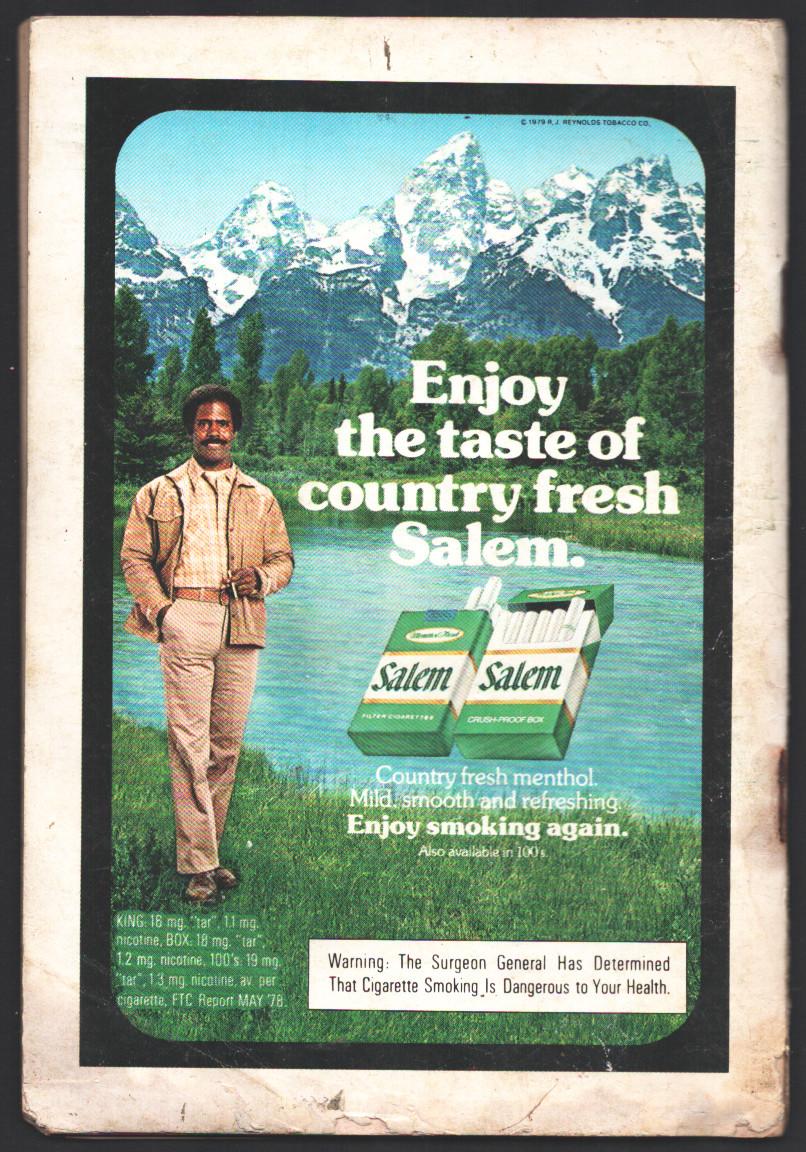 © 1979 R.J. REYNOLDS TOBACCO CO.
Enjoy
the taste of
country fresh
Salem.
Salem
FILTER CIGARETTES
Salem
CRUSH-PROOF BOX
Country fresh menthol.
Mild, smooth and refreshing.
Enjoy smoking again.
Also available in 100's.
KING: 18 mg. "tar", 1.1 mg.
nicotine, BOX: 18 mg. "tar",
1.2 mg. nicotine, 100's: 19 mg.
"tar", 1.3 mg. nicotine, av. per
cigarette, FTC Report MAY '78.
Warning: The Surgeon General Has Determined
That Cigarette Smoking Is Dangerous to Your Health.